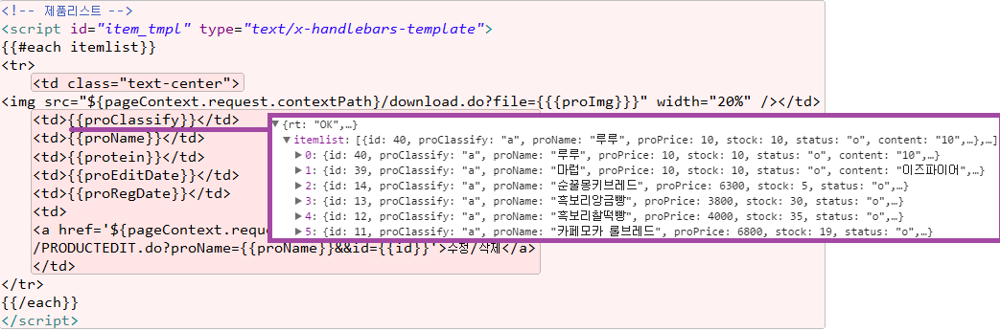 <!-- 제품리스트 -->
<script id="item_tmpl" type="text/x-handlebars-template">
{{#each itemlist}}
<tr>
<td class="text-center">
<img src="${pageContext.request.contextPath}/download.do?file={{{proImg}}}" width="20%" /></td>
<td>{{proClassify}}</td>
<td>{{proName}}</td>
<td>{{protein}}</td>
<td>{{proEditDate}}</td>
<td>{{proRegDate}}</td>
<td>
<a href='${pageContext.requ
/PRODUCTEDIT.do?proName={{proName}}&&id={{id}}'>수정/삭제</a>
</td>
</tr>
{{/each}}
</script>
▼{rt: "OK",…}
▼itemlist: [{id: 40, proClassify: "a", proName: "루루", proPrice: 10, stock: 10, status: "o", content: "10",…},…]
▶0: {id: 40, proClassify: "a", proName: "루루", proPrice: 10, stock: 10, status: "o", content: "10",…}
▶1: {id: 39, proClassify: "a", proName: "마럽", proPrice: 10, stock: 10, status: "o", content: "이즈파이어",…}
▶2: {id: 14, proClassify: "a", proName: "순꿀몽키브레드", proPrice: 6300, stock: 5, status: "o",…}
▶3: {id: 13, proClassify: "a", proName: "흑보리앙금빵", proPrice: 3800, stock: 30, status: "o",…}
▶4: {id: 12, proClassify: "a", proName: "흑보리찰떡빵", proPrice: 4000, stock: 35, status: "o",…}
▶5: {id: 11, proClassify: "a", proName: "카페모카 롤브레드", proPrice: 6800, stock: 19, status: "o",…}